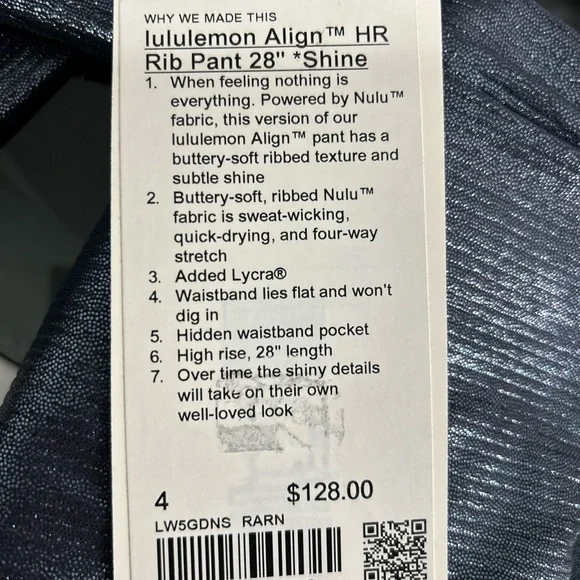 WHY WE MADE THIS
lululemon Align™ HR
Rib Pant 28" *Shine
1. When feeling nothing is
everything. Powered by Nulu™
fabric, this version of our
lululemon Align™ pant has a
buttery-soft ribbed texture and
subtle shine
2. Buttery-soft, ribbed Nulu™
fabric is sweat-wicking,
quick-drying, and four-way
stretch
3. Added Lycra®
4. Waistband lies flat and won't
dig in
5. Hidden waistband pocket
6. High rise, 28" length
7. Over time the shiny details
will take on their own
well-loved look
4 $128.00
LW5GDNS RARN